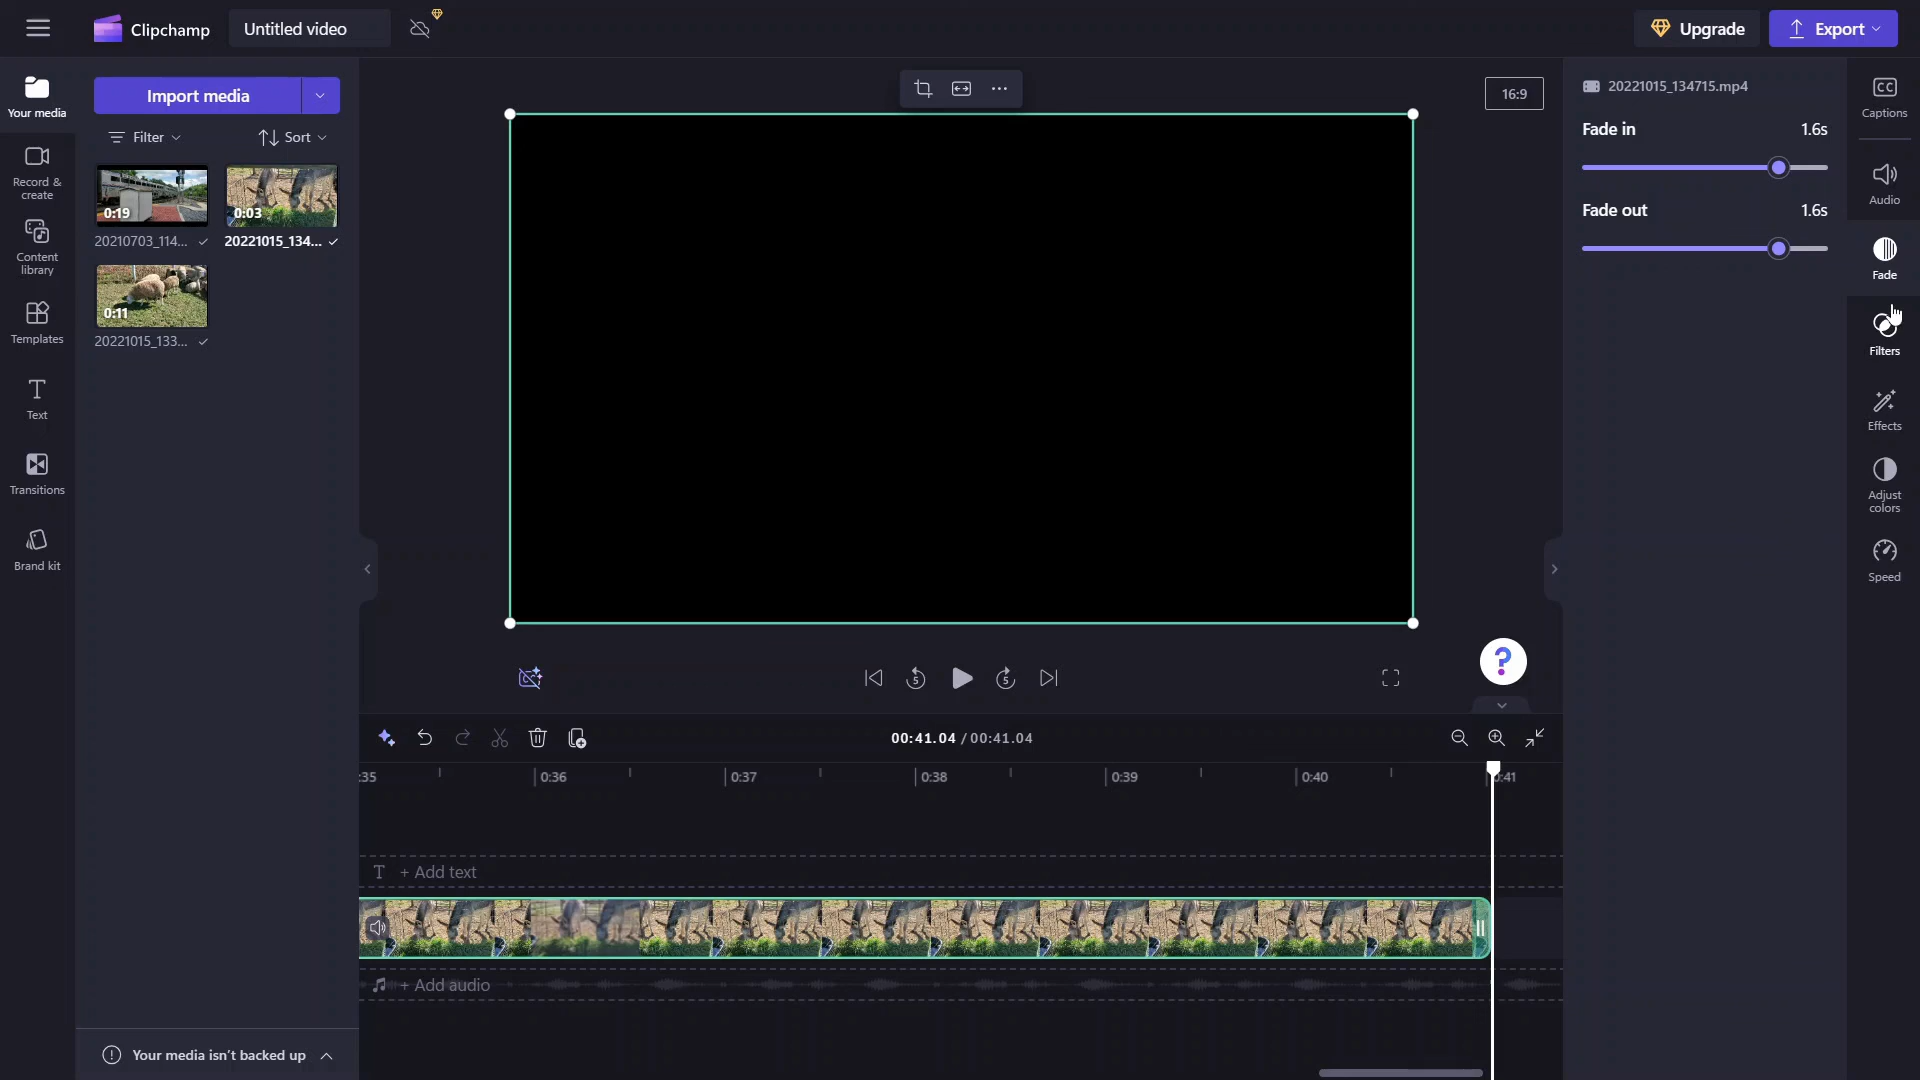 Clipchamp
Untitled video
Upgrade
Export
Your media
Import media
Filter
Sort
16:9
20221015_134715.mp4
Captions
Fade in
1.6s
Record &
create
0:19
0:03
Audio
Fade out
1.6s
20210703_114...
20221015_134...
Content
library
Fade
0:11
Templates
20221015_133...
Filters
Text
Effects
Transitions
Adjust
colors
Brand kit
Speed
CC
5
5
?
00:41.04 / 00:41.04
:35
0:36
0:37
0:38
0:39
0:40
0:41
T + Add text
+ Add audio
Your media isn't backed up